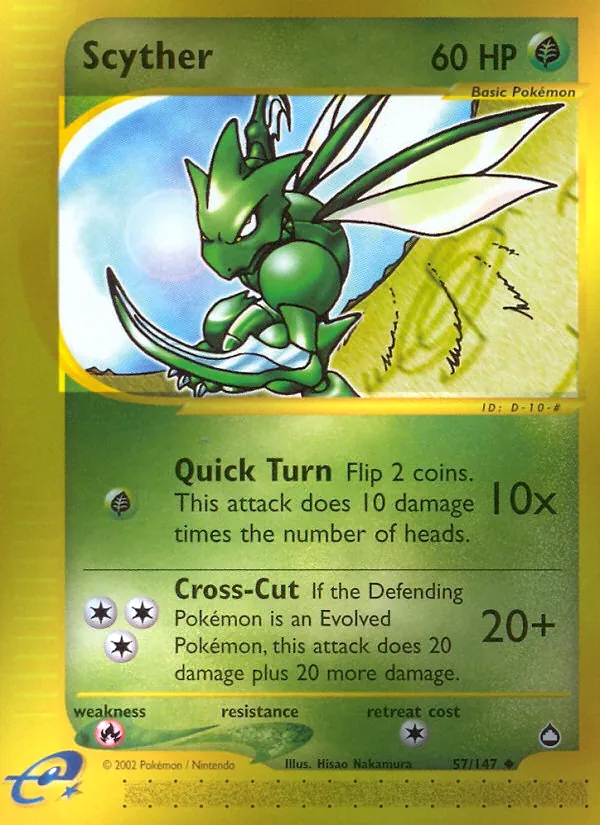 Scyther 60 HP
Basic Pokémon
ID: D-10-#
Quick Turn Flip 2 coins.
This attack does 10 damage 10x
times the number of heads.
Cross-Cut If the Defending
Pokémon is an Evolved 20+
Pokémon, this attack does 20
damage plus 20 more damage.
weakness resistance retreat cost
© 2002 Pokémon / Nintendo Illus. Hisao Nakamura 57/147
e